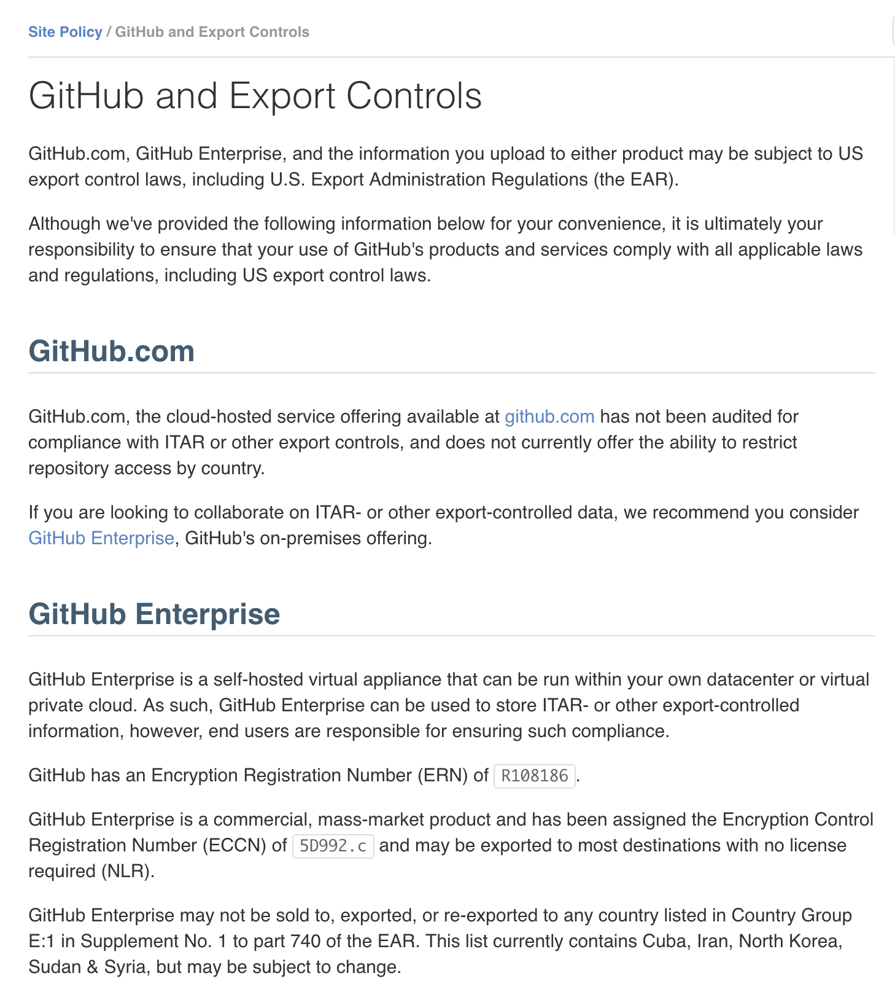 Site Policy / GitHub and Export Controls
GitHub and Export Controls
GitHub.com, GitHub Enterprise, and the information you upload to either product may be subject to US
export control laws, including U.S. Export Administration Regulations (the EAR).
Although we've provided the following information below for your convenience, it is ultimately your
responsibility to ensure that your use of GitHub's products and services comply with all applicable laws
and regulations, including US export control laws.
GitHub.com
GitHub.com, the cloud-hosted service offering available at github.com has not been audited for
compliance with ITAR or other export controls, and does not currently offer the ability to restrict
repository access by country.
If you are looking to collaborate on ITAR- or other export-controlled data, we recommend you consider
GitHub Enterprise, GitHub's on-premises offering.
GitHub Enterprise
GitHub Enterprise is a self-hosted virtual appliance that can be run within your own datacenter or virtual
private cloud. As such, GitHub Enterprise can be used to store ITAR- or other export-controlled
information, however, end users are responsible for ensuring such compliance.
GitHub has an Encryption Registration Number (ERN) of R108186.
GitHub Enterprise is a commercial, mass-market product and has been assigned the Encryption Control
Registration Number (ECCN) of 5D992.c and may be exported to most destinations with no license
required (NLR).
GitHub Enterprise may not be sold to, exported, or re-exported to any country listed in Country Group
E:1 in Supplement No. 1 to part 740 of the EAR. This list currently contains Cuba, Iran, North Korea,
Sudan & Syria, but may be subject to change.